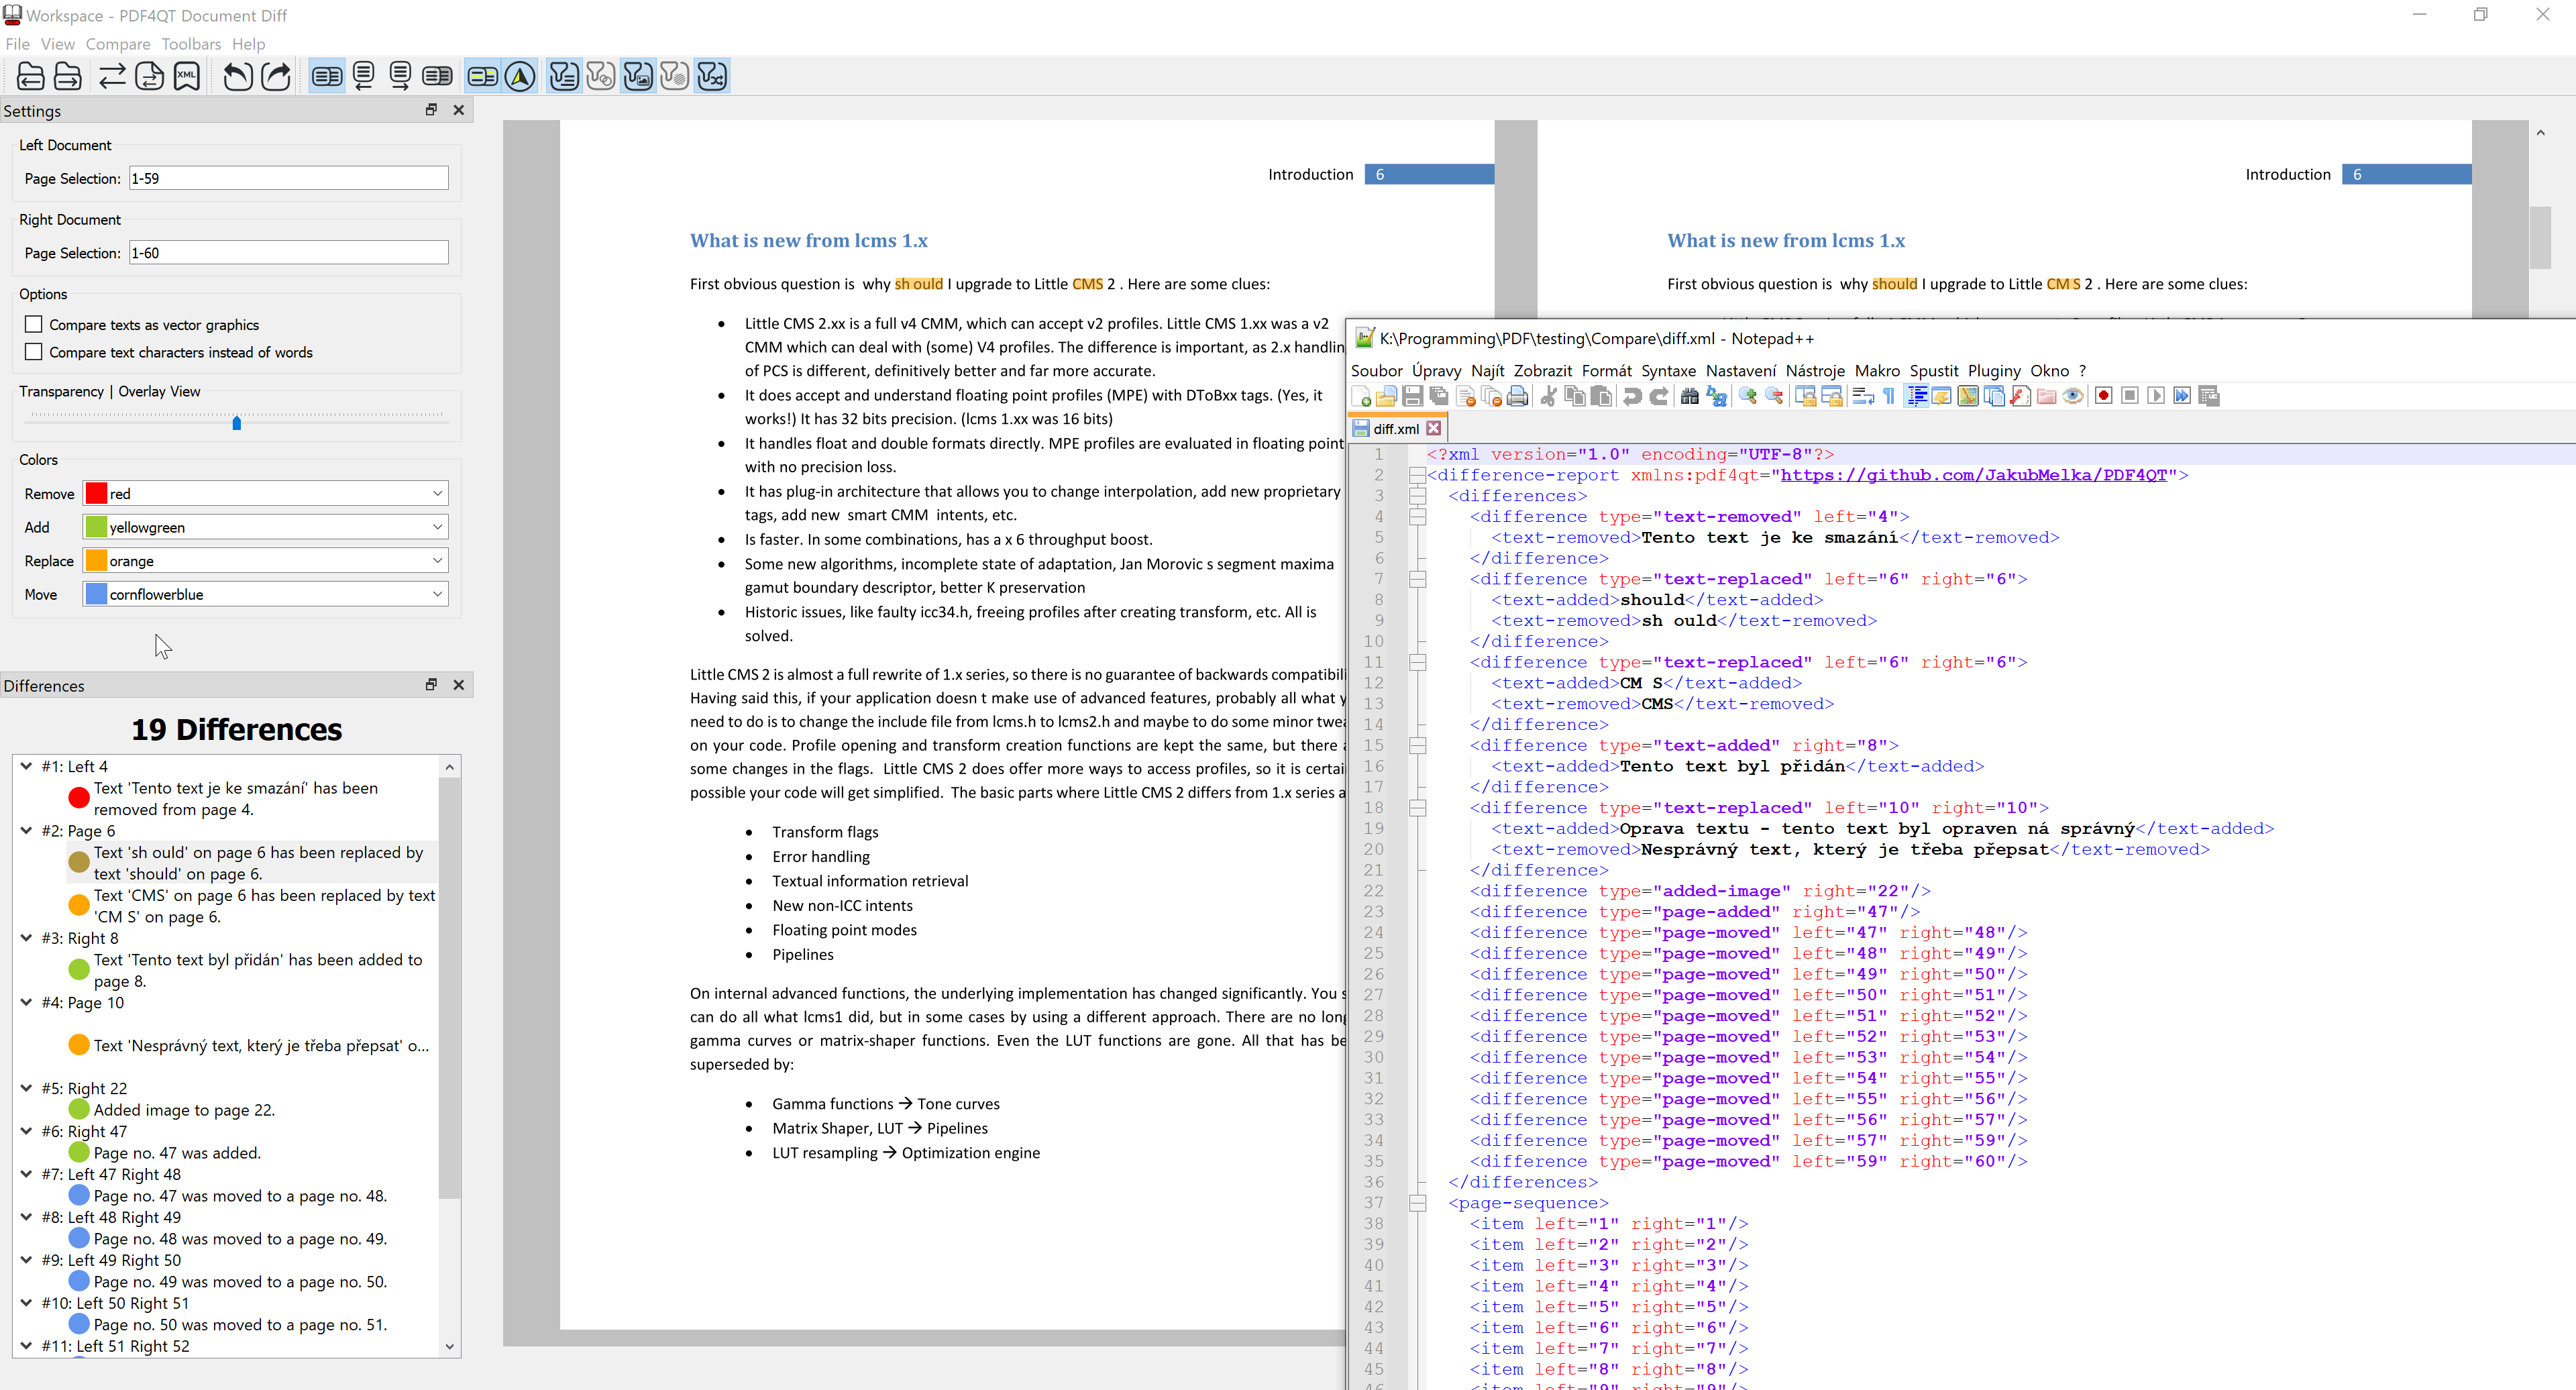 Workspace - PDF4QT Document Diff
File View Compare Toolbars Help
XML
Settings
Left Document
Page Selection: 1-59
Right Document
Page Selection: 1-60
Options
Compare texts as vector graphics
Compare text characters instead of words
Transparency | Overlay View
Colors
Remove red
Add yellowgreen
Replace orange
Move cornflowerblue
Differences
19 Differences
#1: Left 4
Text 'Tento text je ke smazání' has been
removed from page 4.
#2: Page 6
Text 'sh ould' on page 6 has been replaced by
text 'should' on page 6.
Text 'CMS' on page 6 has been replaced by text
'CM S' on page 6.
#3: Right 8
Text 'Tento text byl přidán' has been added to
page 8.
#4: Page 10
Text 'Nesprávný text, který je třeba přepsat' o...
#5: Right 22
Added image to page 22.
#6: Right 47
Page no. 47 was added.
#7: Left 47 Right 48
Page no. 47 was moved to a page no. 48.
#8: Left 48 Right 49
Page no. 48 was moved to a page no. 49.
#9: Left 49 Right 50
Page no. 49 was moved to a page no. 50.
#10: Left 50 Right 51
Page no. 50 was moved to a page no. 51.
#11: Left 51 Right 52
Introduction 6
What is new from lcms 1.x
First obvious question is why sh ould I upgrade to Little CMS 2 . Here are some clues:
• Little CMS 2.xx is a full v4 CMM, which can accept v2 profiles. Little CMS 1.xx was a v2
CMM which can deal with (some) V4 profiles. The difference is important, as 2.x handlin
of PCS is different, definitively better and far more accurate.
• It does accept and understand floating point profiles (MPE) with DToBxx tags. (Yes, it
works!) It has 32 bits precision. (lcms 1.xx was 16 bits)
• It handles float and double formats directly. MPE profiles are evaluated in floating point
with no precision loss.
• It has plug-in architecture that allows you to change interpolation, add new proprietary
tags, add new smart CMM intents, etc.
• Is faster. In some combinations, has a x 6 throughput boost.
• Some new algorithms, incomplete state of adaptation, Jan Morovic s segment maxima
gamut boundary descriptor, better K preservation
• Historic issues, like faulty icc34.h, freeing profiles after creating transform, etc. All is
solved.
Little CMS 2 is almost a full rewrite of 1.x series, so there is no guarantee of backwards compatibili
Having said this, if your application doesn t make use of advanced features, probably all what y
need to do is to change the include file from lcms.h to lcms2.h and maybe to do some minor twea
on your code. Profile opening and transform creation functions are kept the same, but there a
some changes in the flags. Little CMS 2 does offer more ways to access profiles, so it is certai
possible your code will get simplified. The basic parts where Little CMS 2 differs from 1.x series a
• Transform flags
• Error handling
• Textual information retrieval
• New non-ICC intents
• Floating point modes
• Pipelines
On internal advanced functions, the underlying implementation has changed significantly. You s
can do all what lcms1 did, but in some cases by using a different approach. There are no long
gamma curves or matrix-shaper functions. Even the LUT functions are gone. All that has be
superseded by:
• Gamma functions → Tone curves
• Matrix Shaper, LUT → Pipelines
• LUT resampling → Optimization engine
Introduction 6
What is new from lcms 1.x
First obvious question is why should I upgrade to Little CM S 2 . Here are some clues:
K:\Programming\PDF\testing\Compare\diff.xml - Notepad++
Soubor Úpravy Najít Zobrazit Formát Syntaxe Nastavení Nástroje Makro Spustit Pluginy Okno ?
diff.xml
1 <?xml version="1.0" encoding="UTF-8"?>
2 <difference-report xmlns:pdf4qt="https://github.com/JakubMelka/PDF4QT">
3 <differences>
4 <difference type="text-removed" left="4">
5 <text-removed>Tento text je ke smazání</text-removed>
6 </difference>
7 <difference type="text-replaced" left="6" right="6">
8 <text-added>should</text-added>
9 <text-removed>sh ould</text-removed>
10 </difference>
11 <difference type="text-replaced" left="6" right="6">
12 <text-added>CM S</text-added>
13 <text-removed>CMS</text-removed>
14 </difference>
15 <difference type="text-added" right="8">
16 <text-added>Tento text byl přidán</text-added>
17 </difference>
18 <difference type="text-replaced" left="10" right="10">
19 <text-added>Oprava textu - tento text byl opraven ná správný</text-added>
20 <text-removed>Nesprávný text, který je třeba přepsat</text-removed>
21 </difference>
22 <difference type="added-image" right="22"/>
23 <difference type="page-added" right="47"/>
24 <difference type="page-moved" left="47" right="48"/>
25 <difference type="page-moved" left="48" right="49"/>
26 <difference type="page-moved" left="49" right="50"/>
27 <difference type="page-moved" left="50" right="51"/>
28 <difference type="page-moved" left="51" right="52"/>
29 <difference type="page-moved" left="52" right="53"/>
30 <difference type="page-moved" left="53" right="54"/>
31 <difference type="page-moved" left="54" right="55"/>
32 <difference type="page-moved" left="55" right="56"/>
33 <difference type="page-moved" left="56" right="57"/>
34 <difference type="page-moved" left="57" right="59"/>
35 <difference type="page-moved" left="59" right="60"/>
36 </differences>
37 <page-sequence>
38 <item left="1" right="1"/>
39 <item left="2" right="2"/>
40 <item left="3" right="3"/>
41 <item left="4" right="4"/>
42 <item left="5" right="5"/>
43 <item left="6" right="6"/>
44 <item left="7" right="7"/>
45 <item left="8" right="8"/>